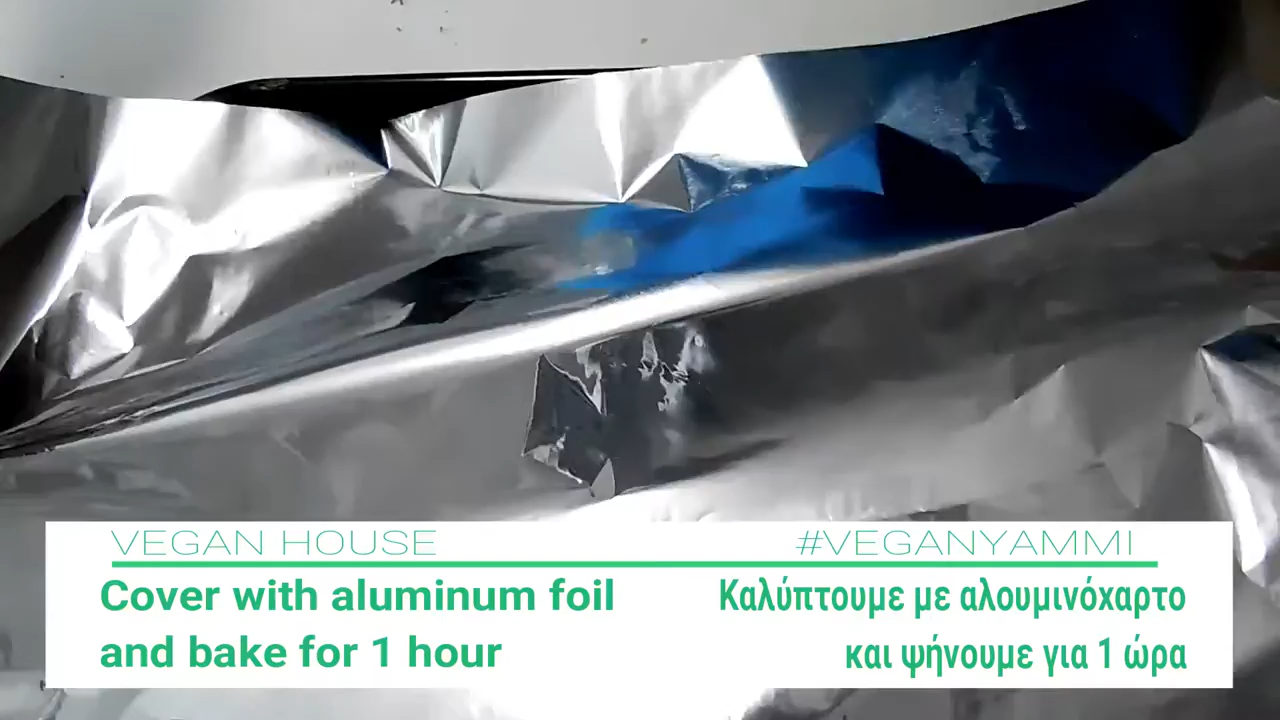 VEGAN HOUSE
#VEGANYAMMI
Cover with aluminum foil
and bake for 1 hour
Καλύπτουμε με αλουμινόχαρτο
και ψήνουμε για 1 ώρα